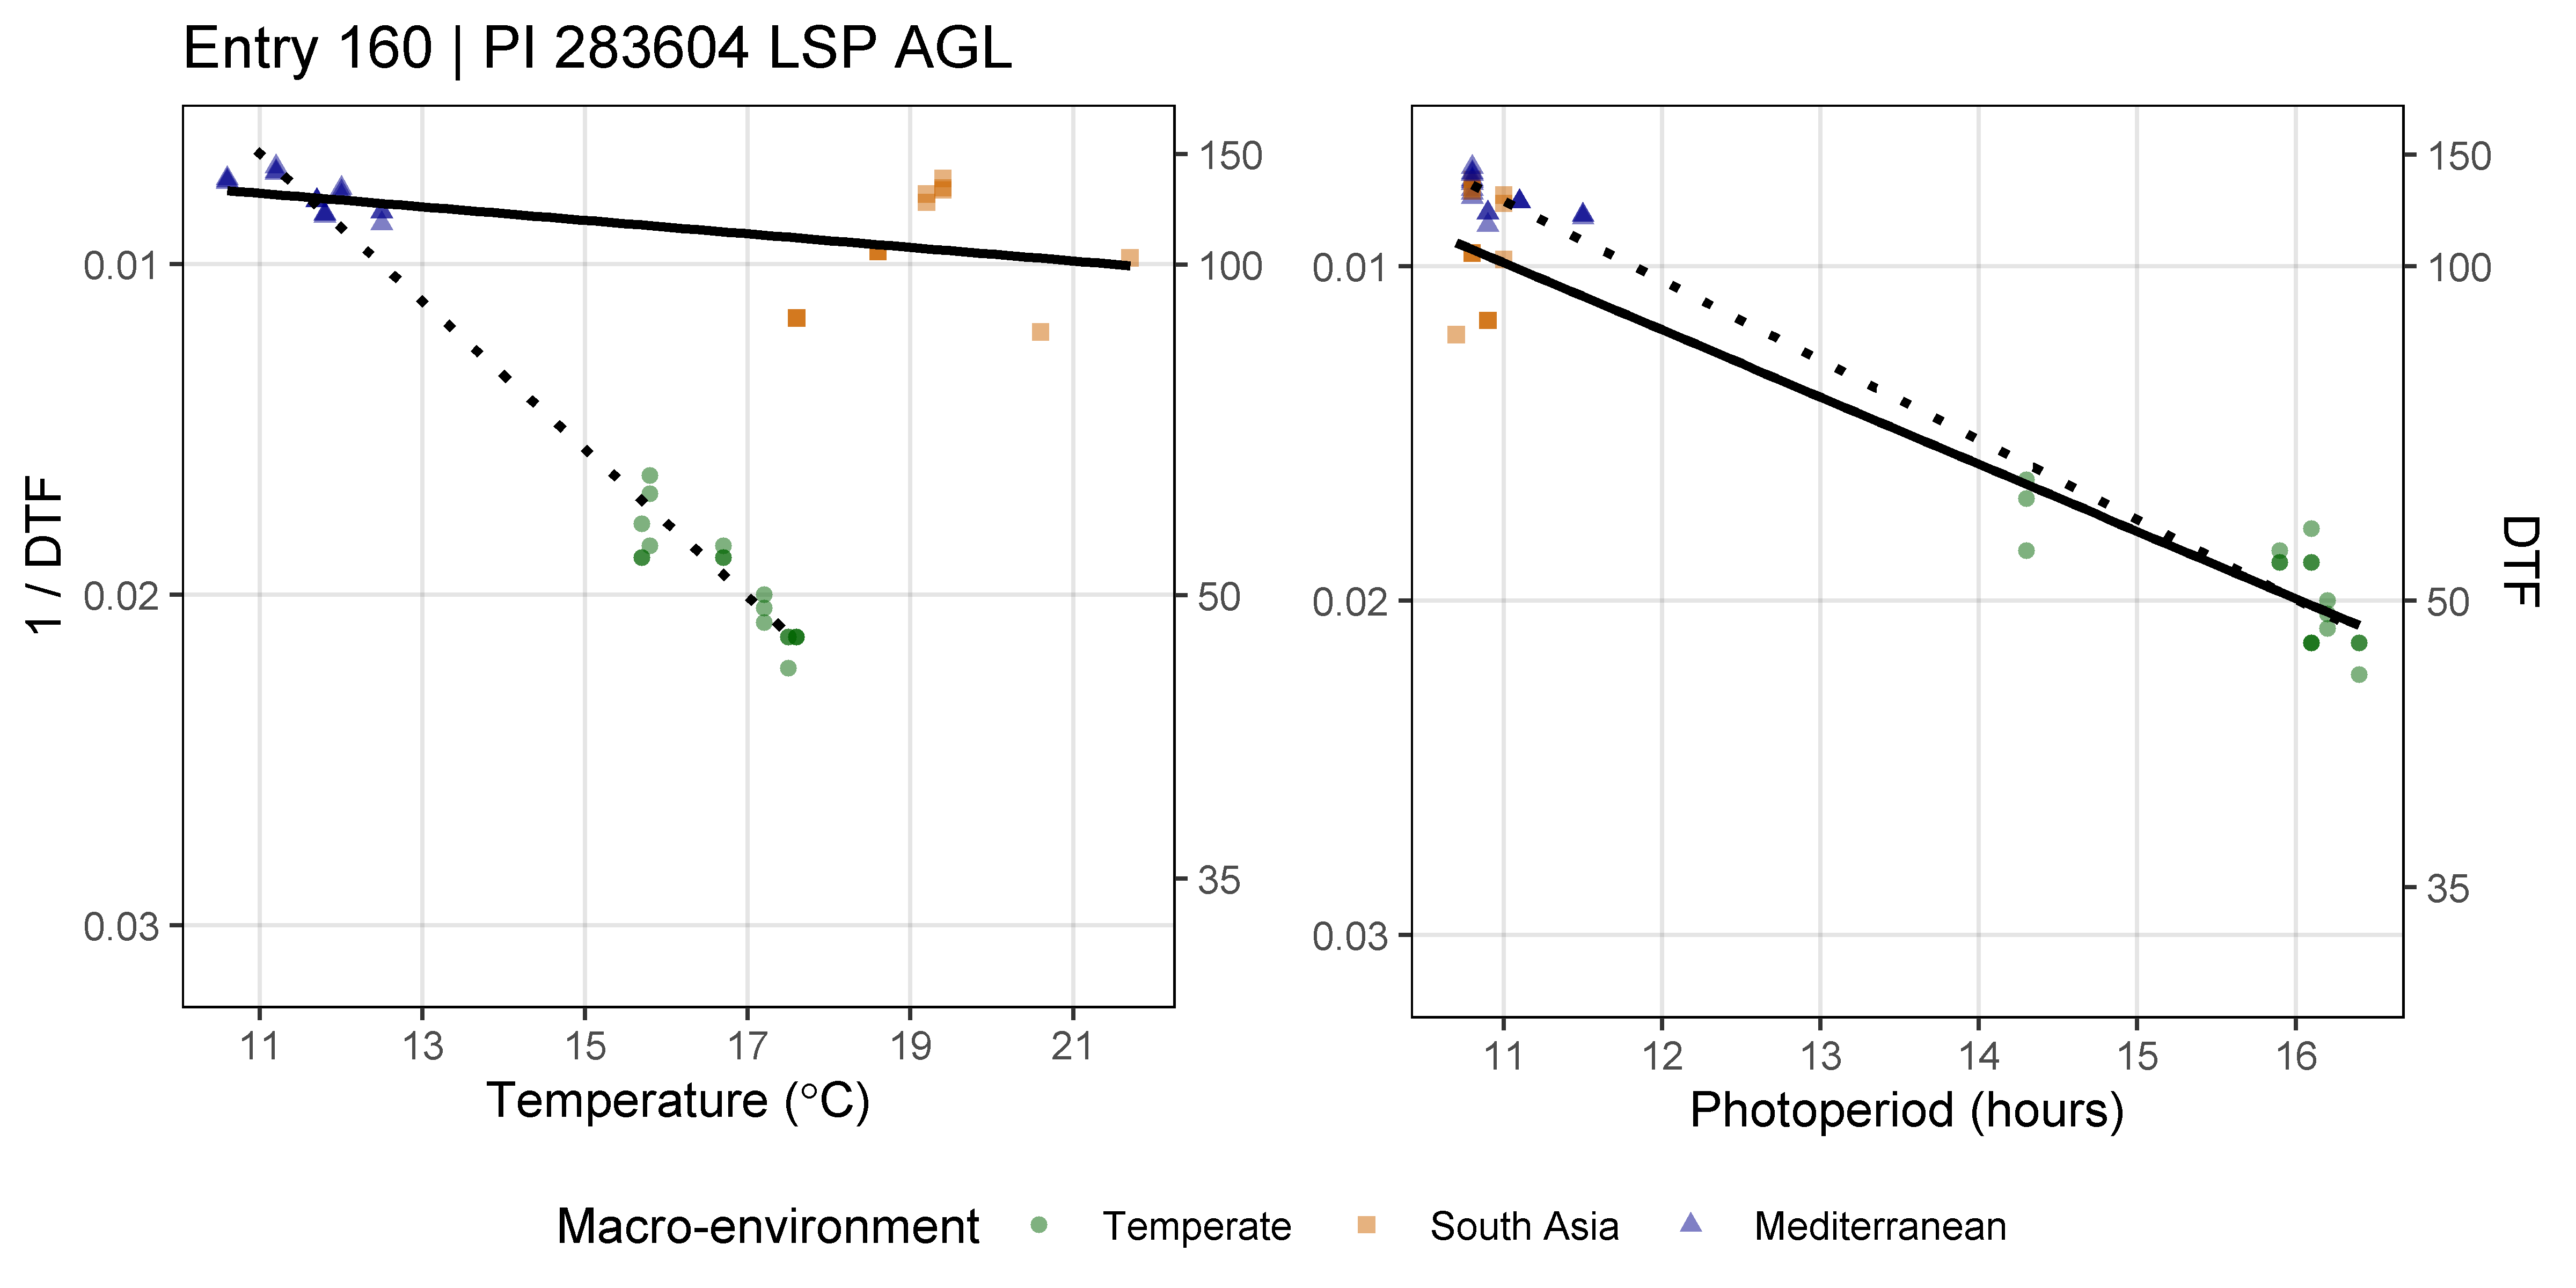 Entry 160 | PI 283604 LSP AGL
1 / DTF
0.01
0.02
0.03
150
100
50
35
11 13 15 17 19 21
Temperature (°C)
0.01
0.02
0.03
150
100
50
35
DTF
11 12 13 14 15 16
Photoperiod (hours)
Macro-environment Temperate South Asia Mediterranean